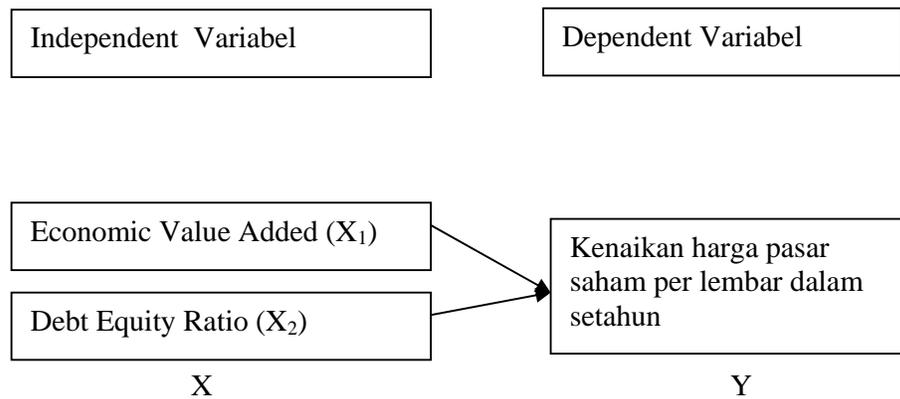 Independent Variabel
Dependent Variabel
Economic Value Added (X₁)
Debt Equity Ratio (X₂)
Kenaikan harga pasar
saham per lembar dalam
setahun
X
Y